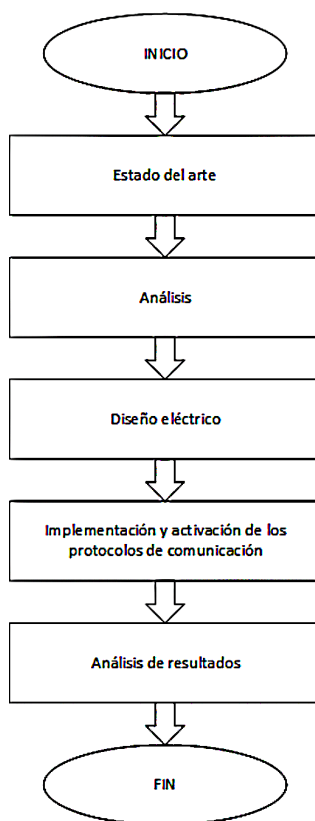 INICIO
Estado del arte
Análisis
Diseño eléctrico
Implementación y activación de los
protocolos de comunicación
Análisis de resultados
FIN